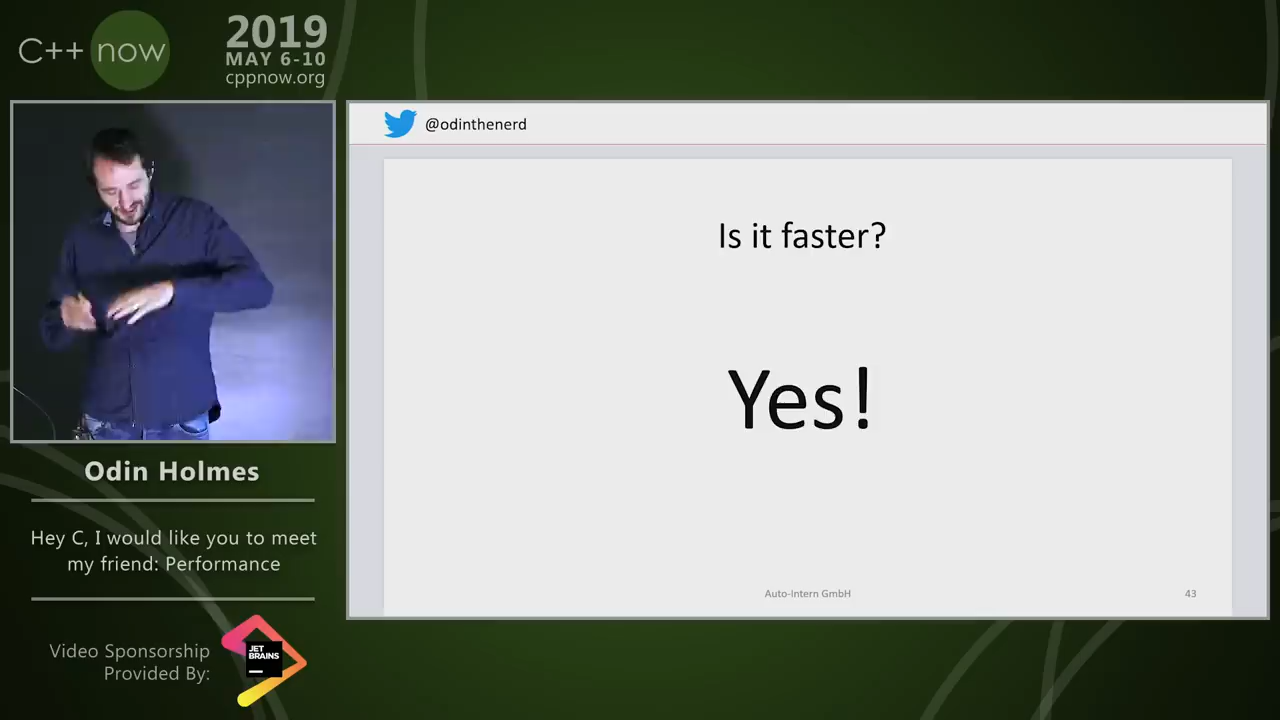 C++ now
2019
MAY 6-10
cppnow.org
@odinthenerd
Is it faster?
Yes!
Auto-Intern GmbH
43
Odin Holmes
Hey C, I would like you to meet
my friend: Performance
Video Sponsorship
Provided By:
JET
BRAINS